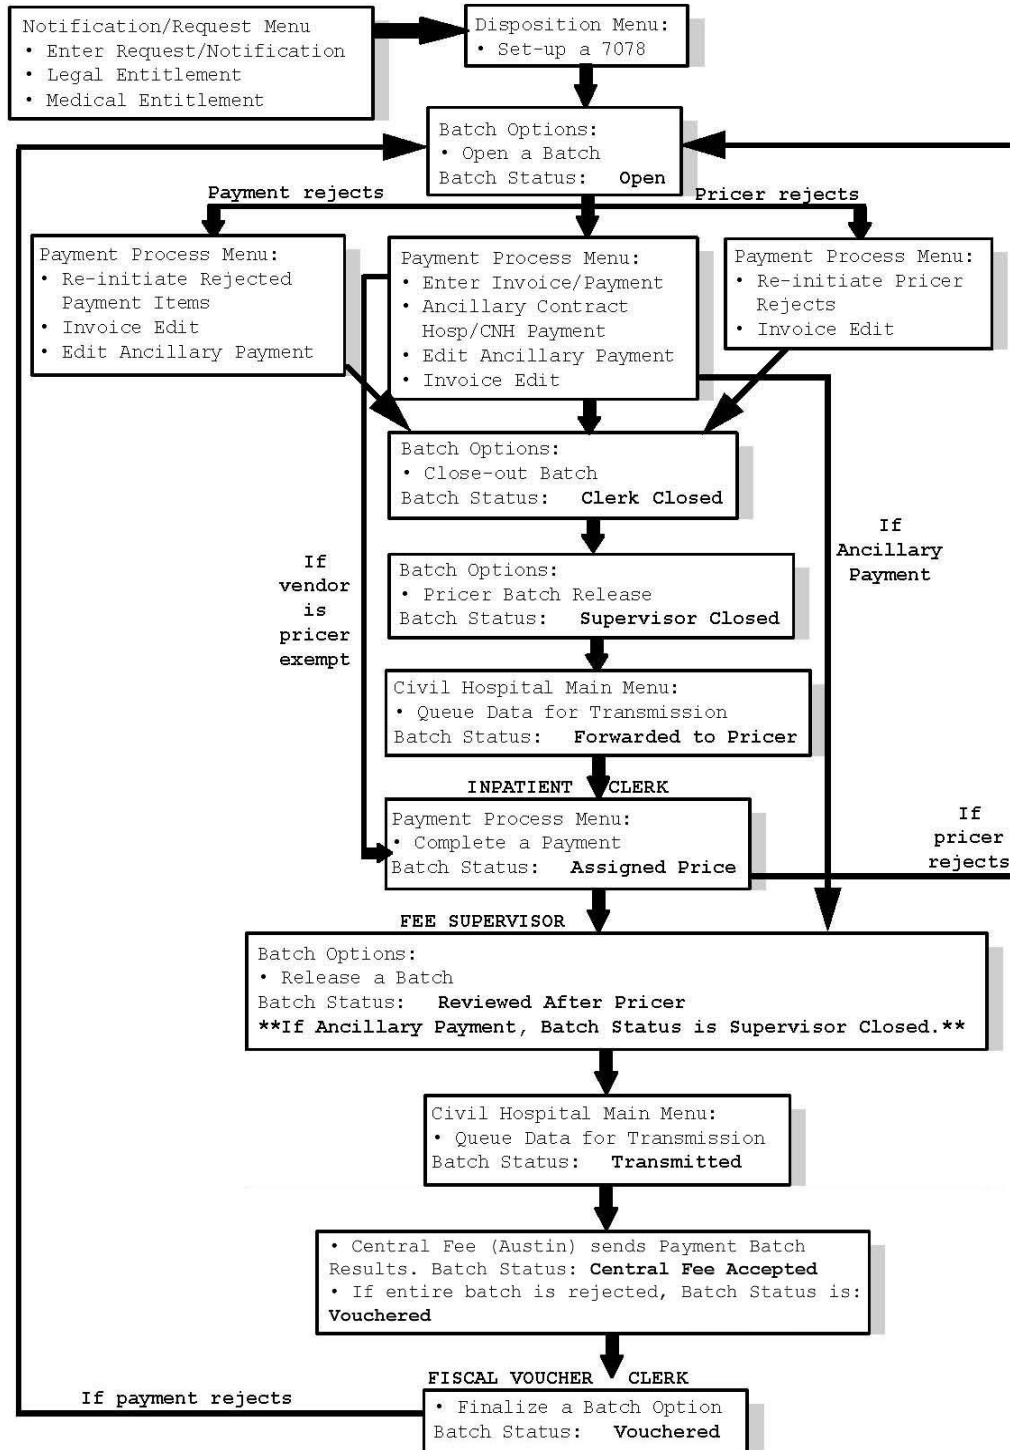 Notification/Request Menu
• Enter Request/Notification
• Legal Entitlement
• Medical Entitlement
Disposition Menu:
• Set-up a 7078
Batch Options:
• Open a Batch
Batch Status: Open
Payment rejects
Pricer rejects
Payment Process Menu:
• Re-initiate Rejected
Payment Items
• Invoice Edit
• Edit Ancillary Payment
Payment Process Menu:
• Enter Invoice/Payment
• Ancillary Contract
Hosp/CNH Payment
• Edit Ancillary Payment
• Invoice Edit
Payment Process Menu:
• Re-initiate Pricer
Rejects
• Invoice Edit
Batch Options:
• Close-out Batch
Batch Status: Clerk Closed
If
Ancillary
Payment
If
vendor
is
pricer
exempt
Batch Options:
• Pricer Batch Release
Batch Status: Supervisor Closed
Civil Hospital Main Menu:
• Queue Data for Transmission
Batch Status: Forwarded to Pricer
INPATIENT CLERK
Payment Process Menu:
• Complete a Payment
Batch Status: Assigned Price
If
pricer
rejects
FEE SUPERVISOR
Batch Options:
• Release a Batch
Batch Status: Reviewed After Pricer
**If Ancillary Payment, Batch Status is Supervisor Closed.**
Civil Hospital Main Menu:
• Queue Data for Transmission
Batch Status: Transmitted
• Central Fee (Austin) sends Payment Batch
Results. Batch Status: Central Fee Accepted
• If entire batch is rejected, Batch Status is:
Vouchered
FISCAL VOUCHER CLERK
If payment rejects
• Finalize a Batch Option
Batch Status: Vouchered